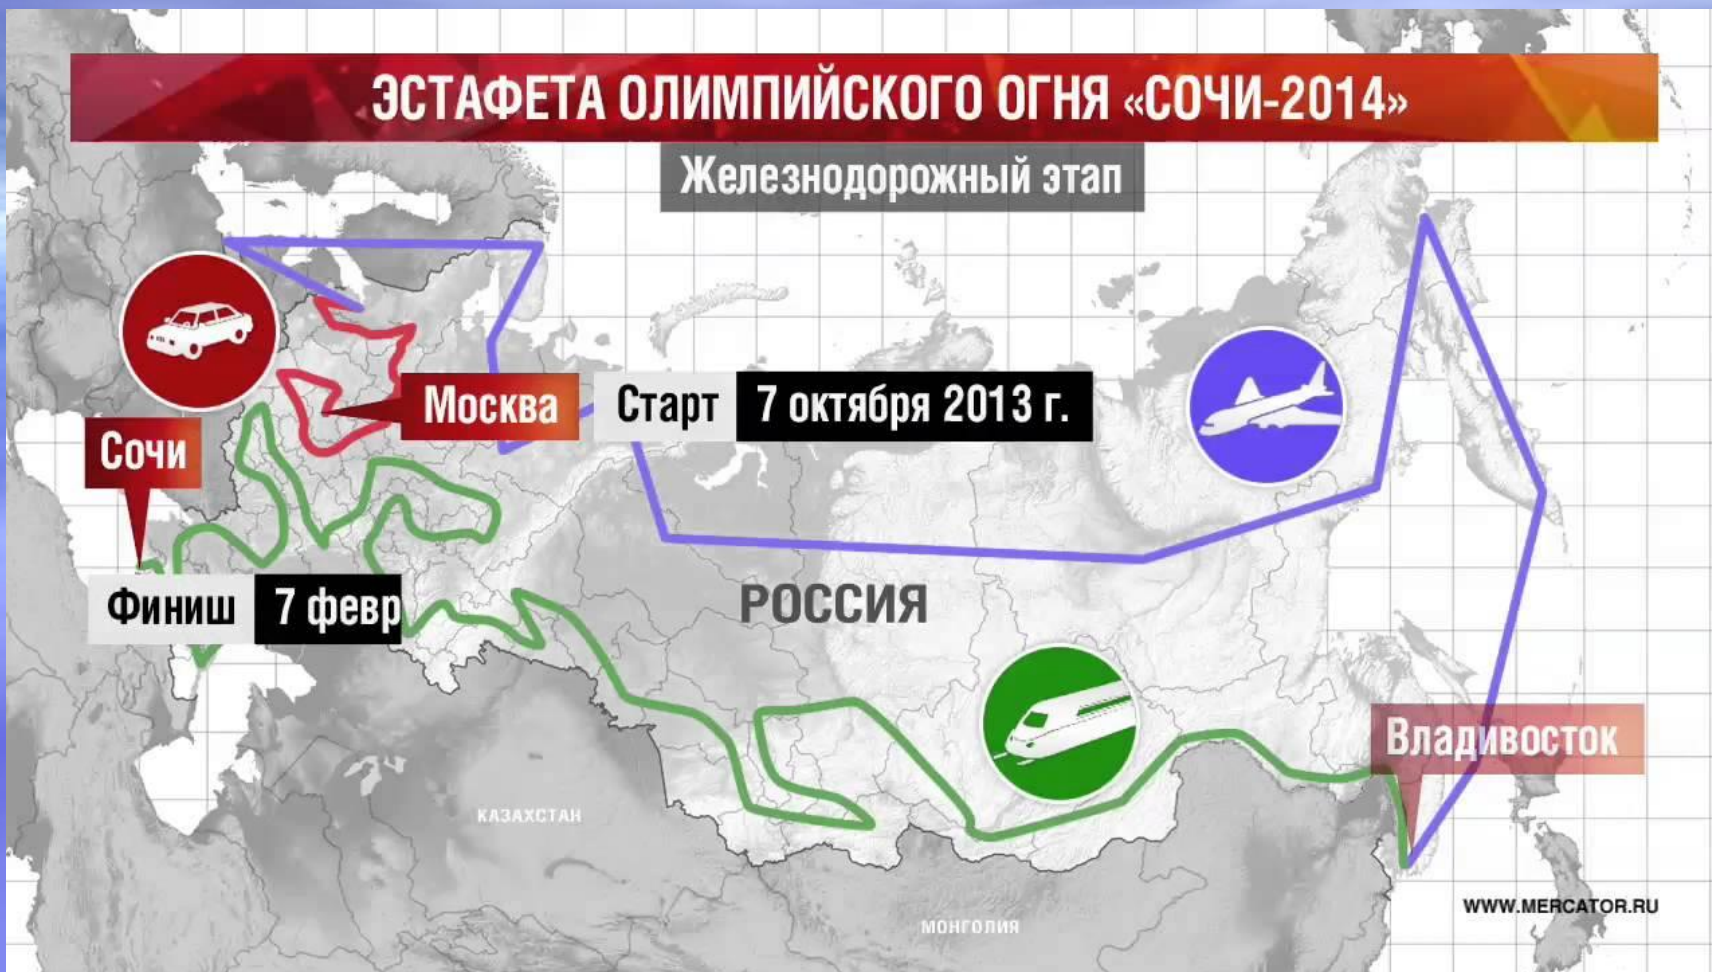 ЭСТАФЕТА ОЛИМПИЙСКОГО ОГНЯ «СОЧИ-2014»
Железнодорожный этап
Москва
Старт 7 октября 2013 г.
Сочи
Финиш 7 февр
РОССИЯ
Владивосток
КАЗАХСТАН
WWW.MERCATOR.RU
МОНГОЛИЯ